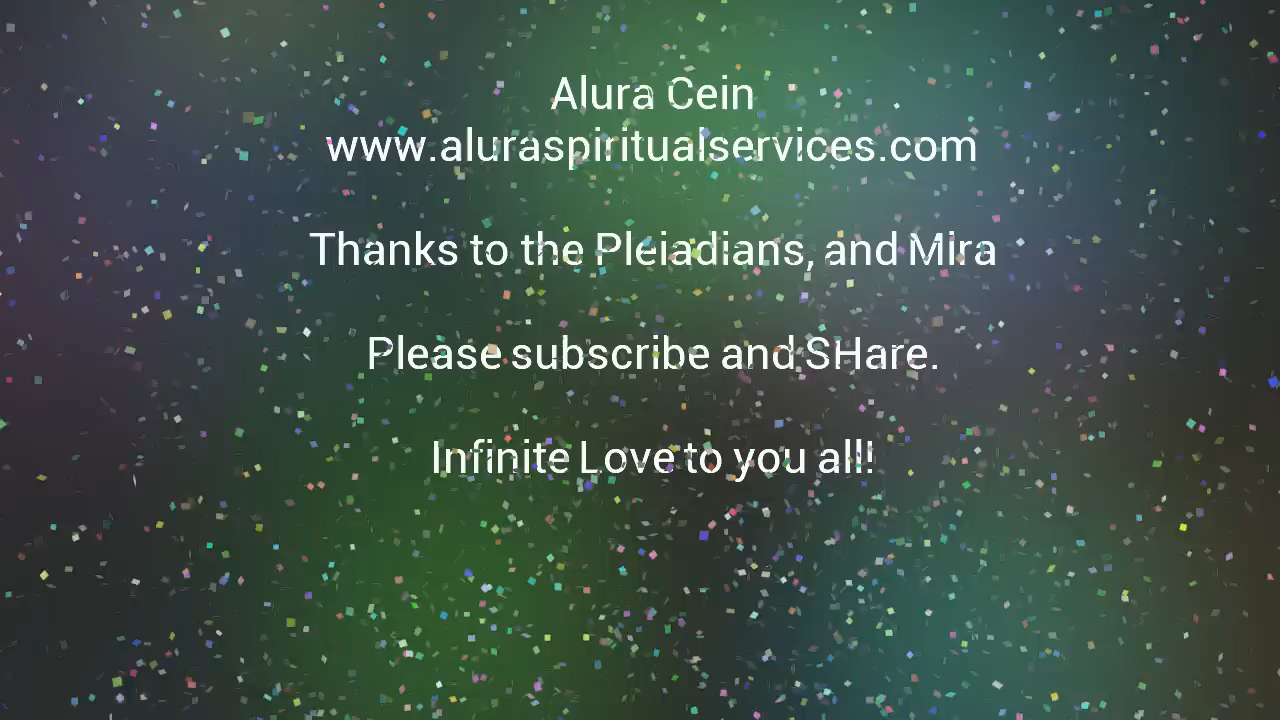 Alura Cein
www.aluraspiritualservices.com
Thanks to the Pleiadians, and Mira
Please subscribe and SHare.
Infinite Love to you all!!